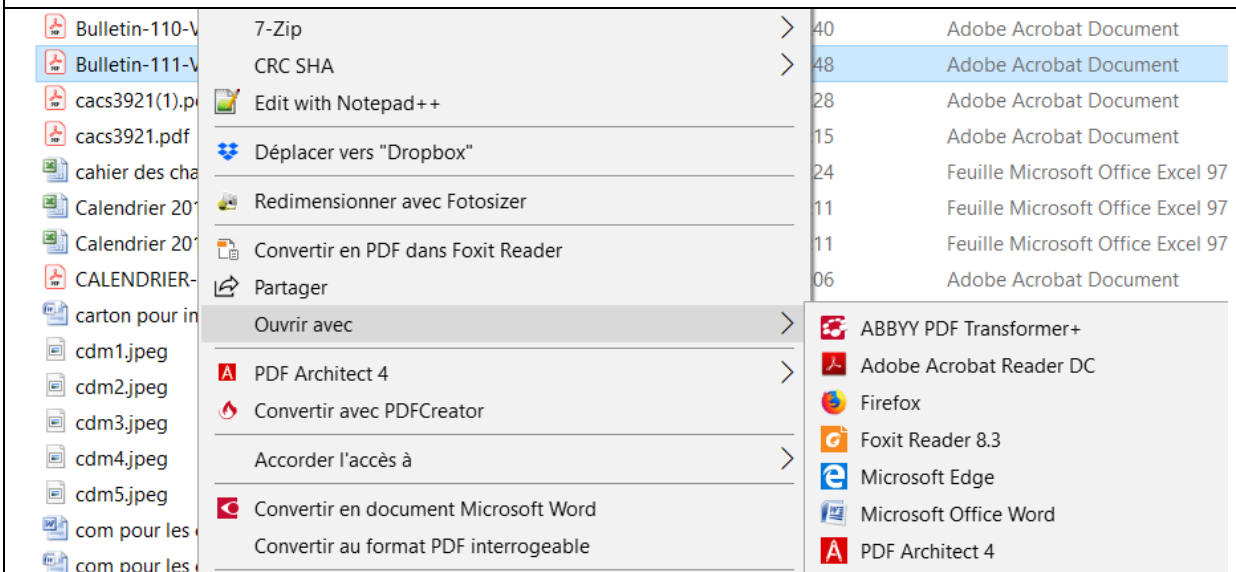 Bulletin-110-V
Bulletin-111-V
cacs3921(1).p
cacs3921.pdf
cahier des cha
Calendrier 201
Calendrier 201
CALENDRIER-
carton pour in
cdm1.jpeg
cdm2.jpeg
cdm3.jpeg
cdm4.jpeg
cdm5.jpeg
com pour les
com pour les
7-Zip
CRC SHA
Edit with Notepad++
Déplacer vers "Dropbox"
Redimensionner avec Fotosizer
Convertir en PDF dans Foxit Reader
Partager
Ouvrir avec
PDF Architect 4
Convertir avec PDFCreator
Accorder l'accès à
Convertir en document Microsoft Word
Convertir au format PDF interrogeable
40 Adobe Acrobat Document
48 Adobe Acrobat Document
28 Adobe Acrobat Document
15 Adobe Acrobat Document
24 Feuille Microsoft Office Excel 97
11 Feuille Microsoft Office Excel 97
11 Feuille Microsoft Office Excel 97
06 Adobe Acrobat Document
ABBYY PDF Transformer+
Adobe Acrobat Reader DC
Firefox
Foxit Reader 8.3
Microsoft Edge
Microsoft Office Word
PDF Architect 4